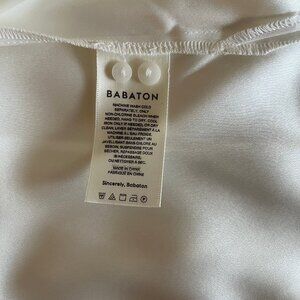 BABATON
MACHINE WASH COLD
SEPARATELY, ONLY
NON-CHLORINE BLEACH WHEN
NEEDED, HANG TO DRY, COOL
IRON ONLY IF NEEDED, OR DRY
CLEAN. LAVER SÉPARÉMENT À LA
MACHINE À L'EAU FROIDE,
UTILISER SEULEMENT UN
JAVELLISANT SANS CHLORE AU
BESOIN, SUSPENDRE POUR
SÉCHER, REPASSAGE TIÈDE
SI NÉCESSAIRE,
OU NETTOYER À SEC
MADE IN CHINA
FABRIQUÉ EN CHINE
Sincerely, Babaton